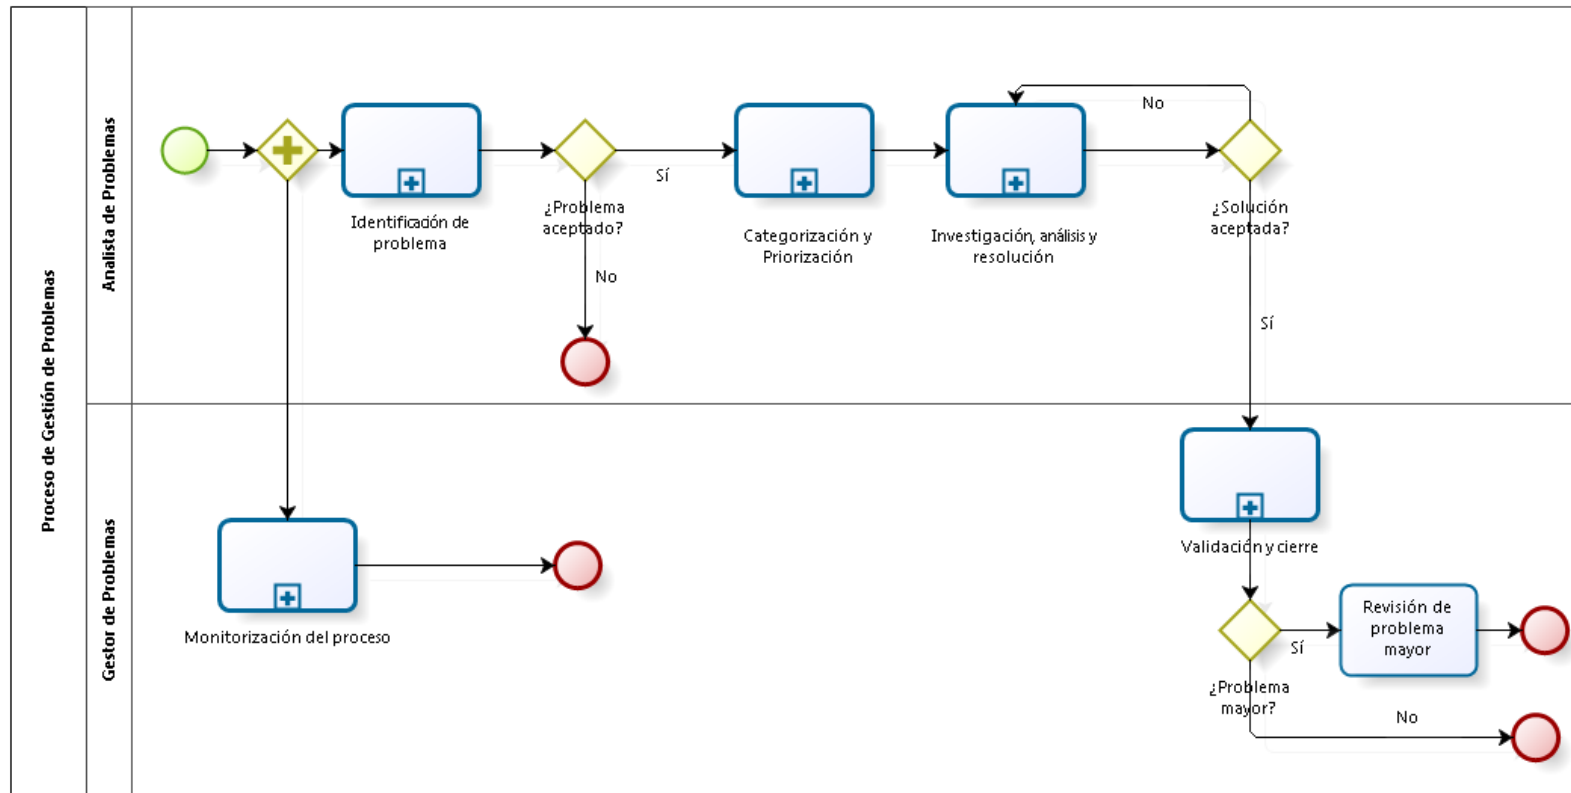 Proceso de Gestión de Problemas
Analista de Problemas
Identificación de
problema
¿Problema
aceptado?
Sí
No
Categorización y
Priorización
Investigación, análisis y
resolución
No
¿Solución
aceptada?
Sí
Gestor de Problemas
Monitorización del proceso
Validación y cierre
¿Problema
mayor?
Sí
Revisión de
problema
mayor
No